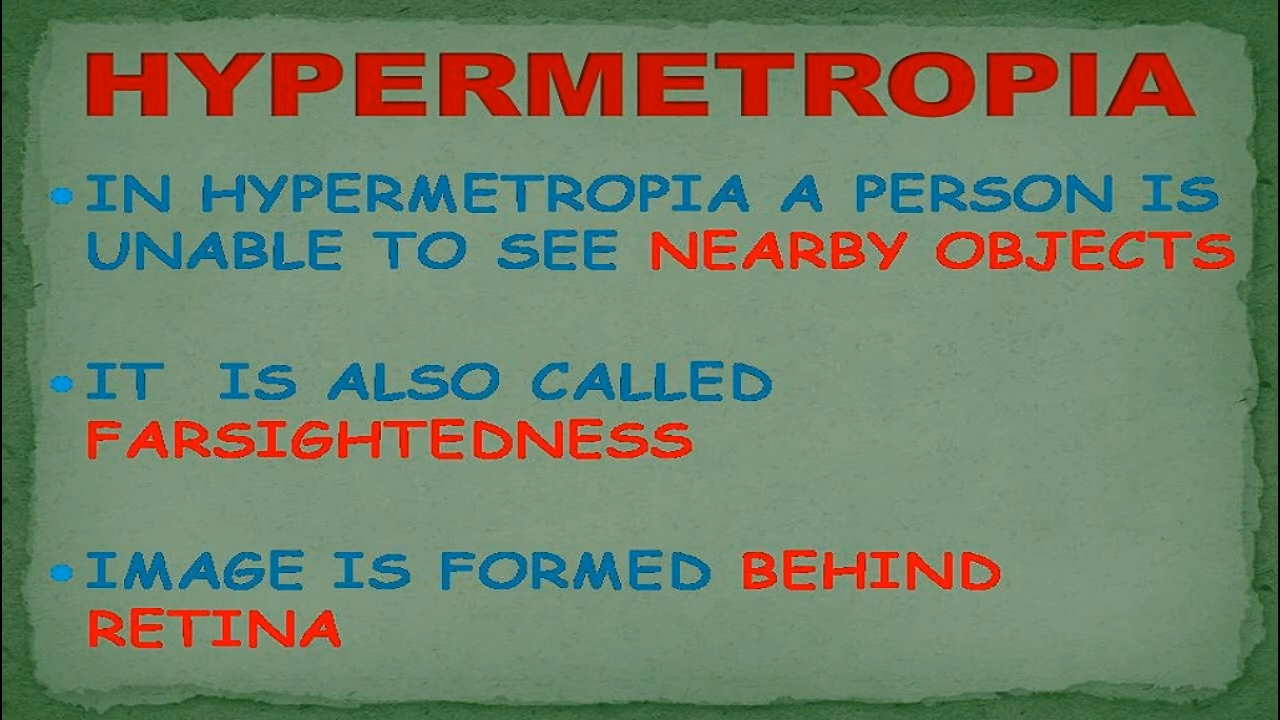 HYPERMETROPIA
• IN HYPERMETROPIA A PERSON IS
UNABLE TO SEE NEARBY OBJECTS
• IT IS ALSO CALLED
FARSIGHTEDNESS
• IMAGE IS FORMED BEHIND
RETINA